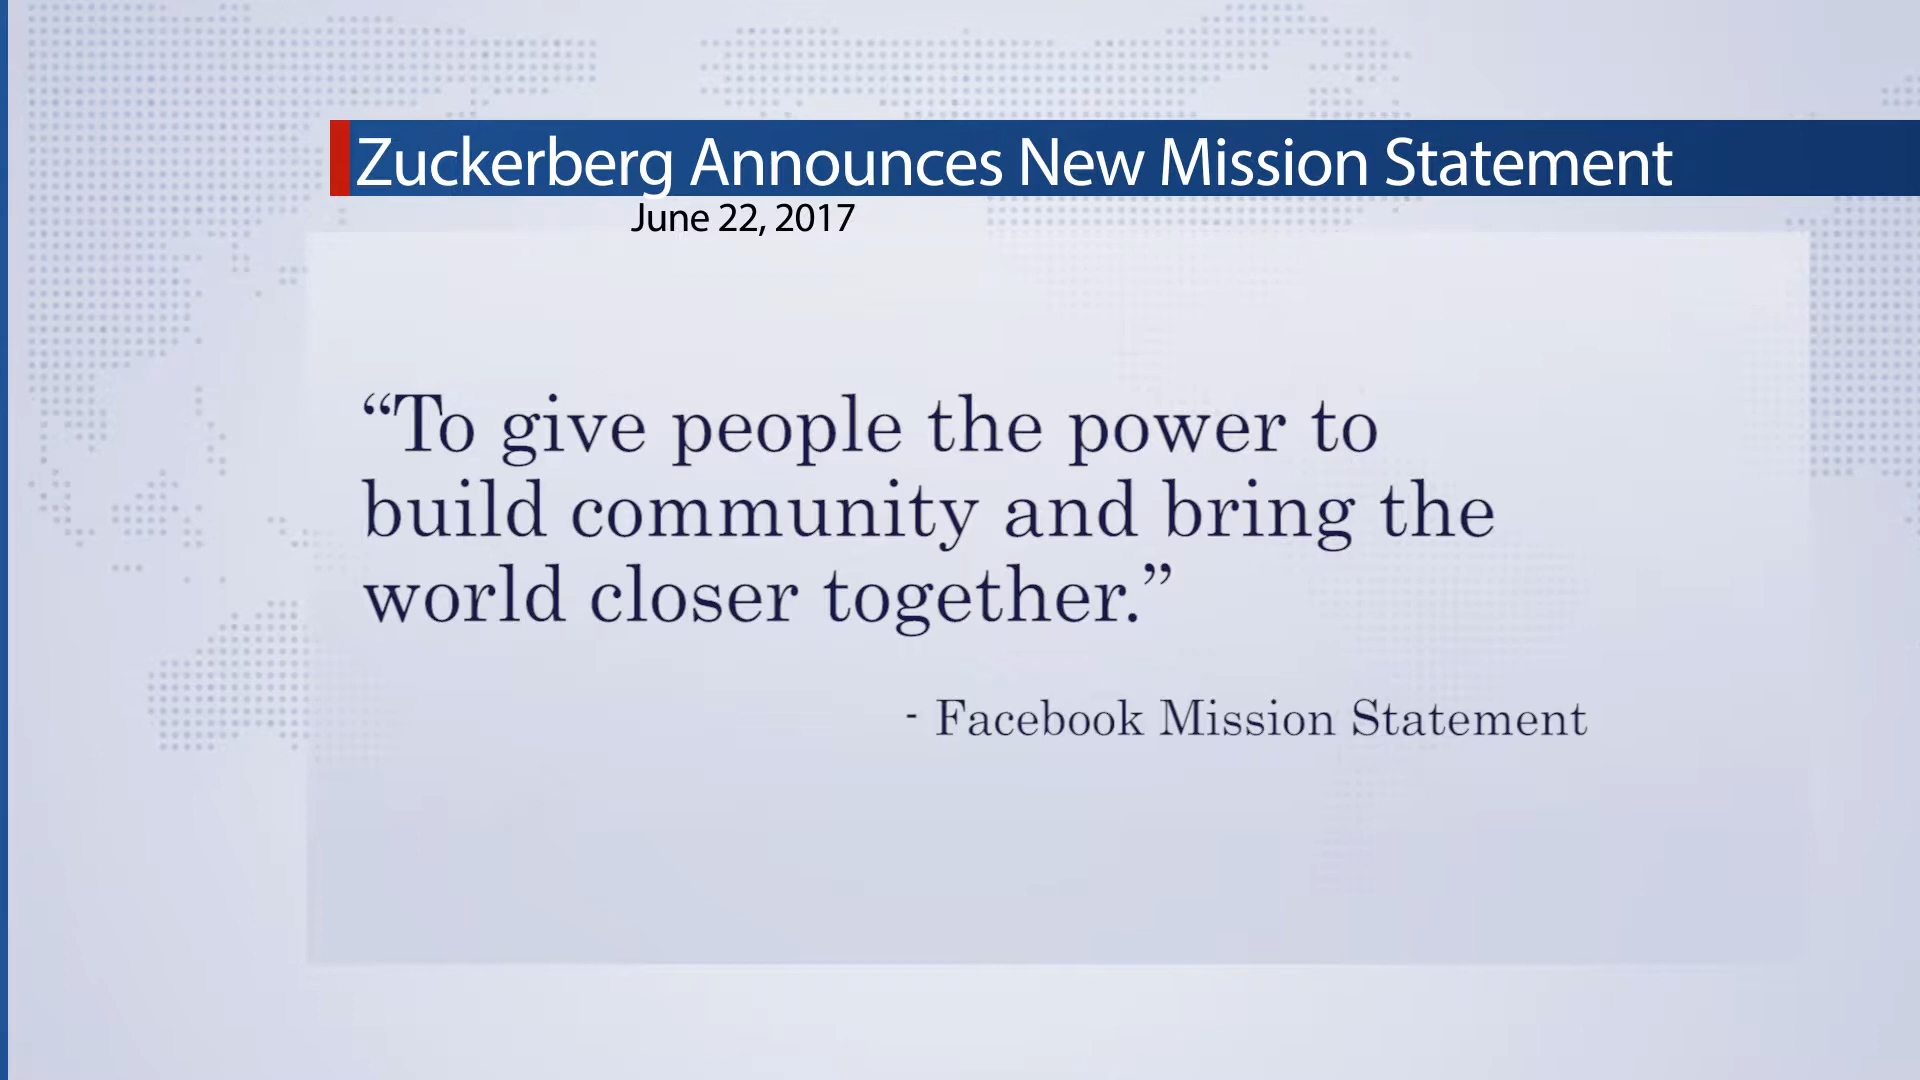 Zuckerberg Announces New Mission Statement
June 22, 2017
“To give people the power to
build community and bring the
world closer together.”
- Facebook Mission Statement